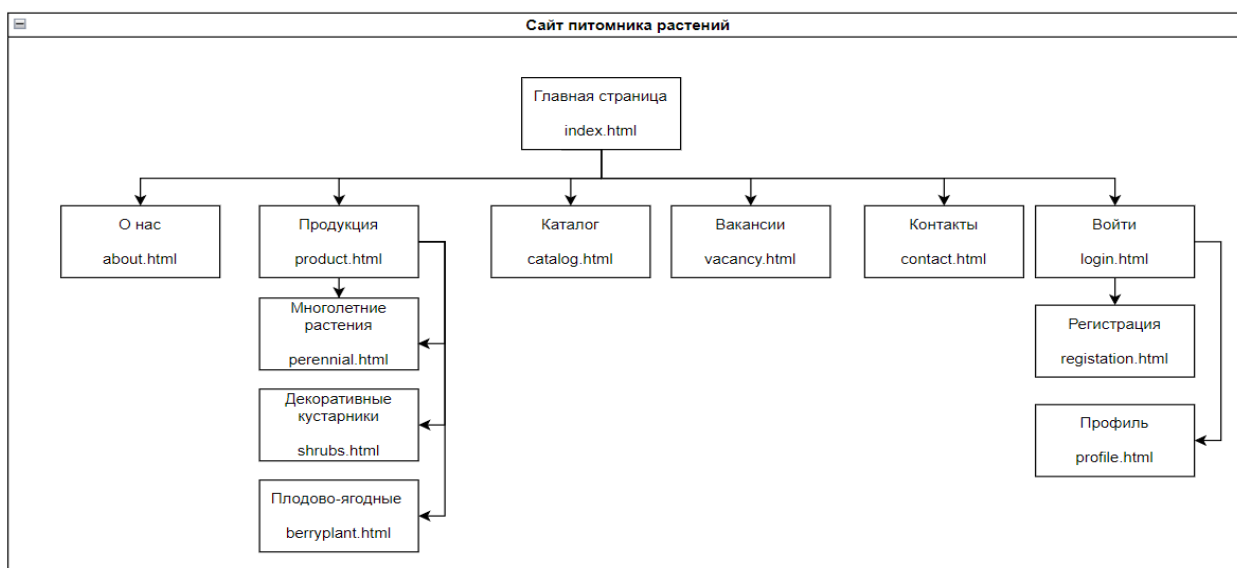 Сайт питомника растений
Главная страница
index.html
О нас
about.html
Продукция
product.html
Каталог
catalog.html
Вакансии
vacancy.html
Контакты
contact.html
Войти
login.html
Многолетние
растения
perennial.html
Регистрация
registation.html
Декоративные
кустарники
shrubs.html
Профиль
profile.html
Плодово-ягодные
berryplant.html